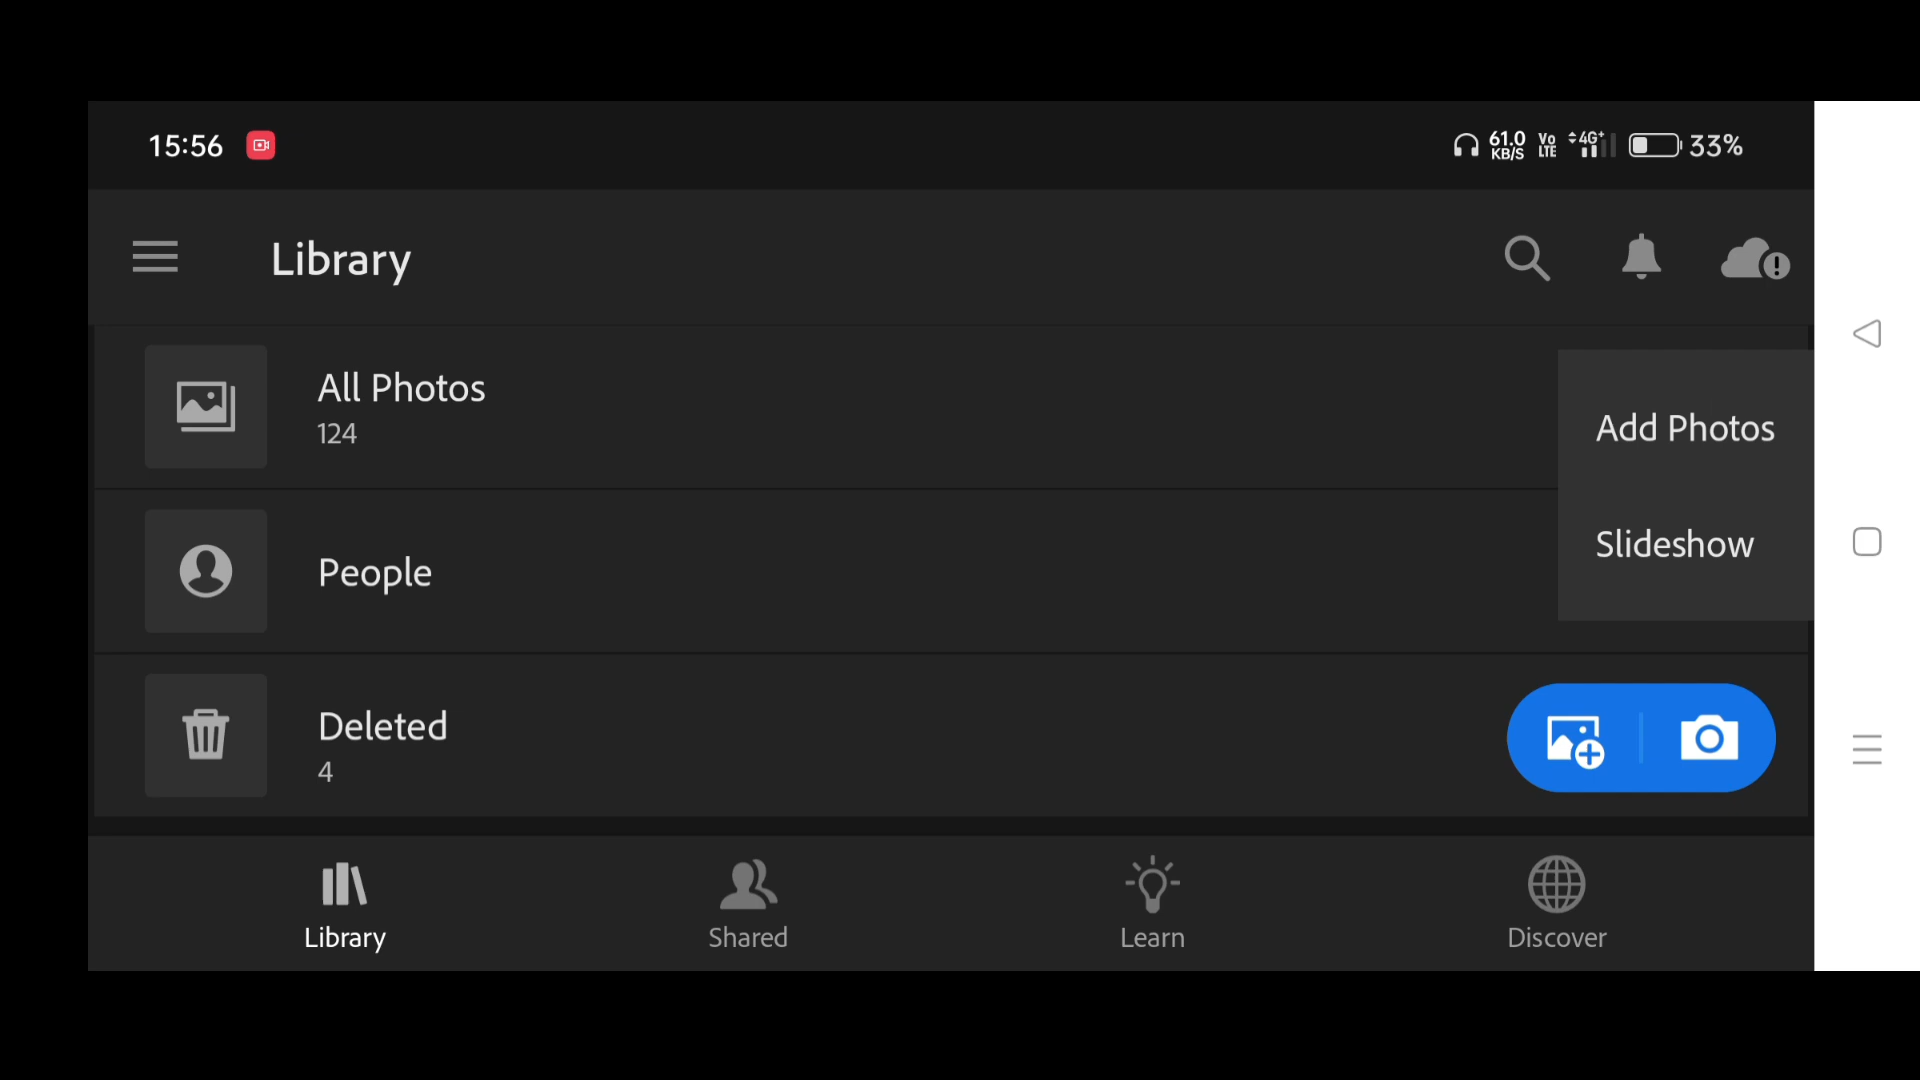 15:56
61.0 KB/S
Vo LTE
4G+
33%
Library
All Photos
124
Add Photos
People
Slideshow
Deleted
4
Library
Shared
Learn
Discover